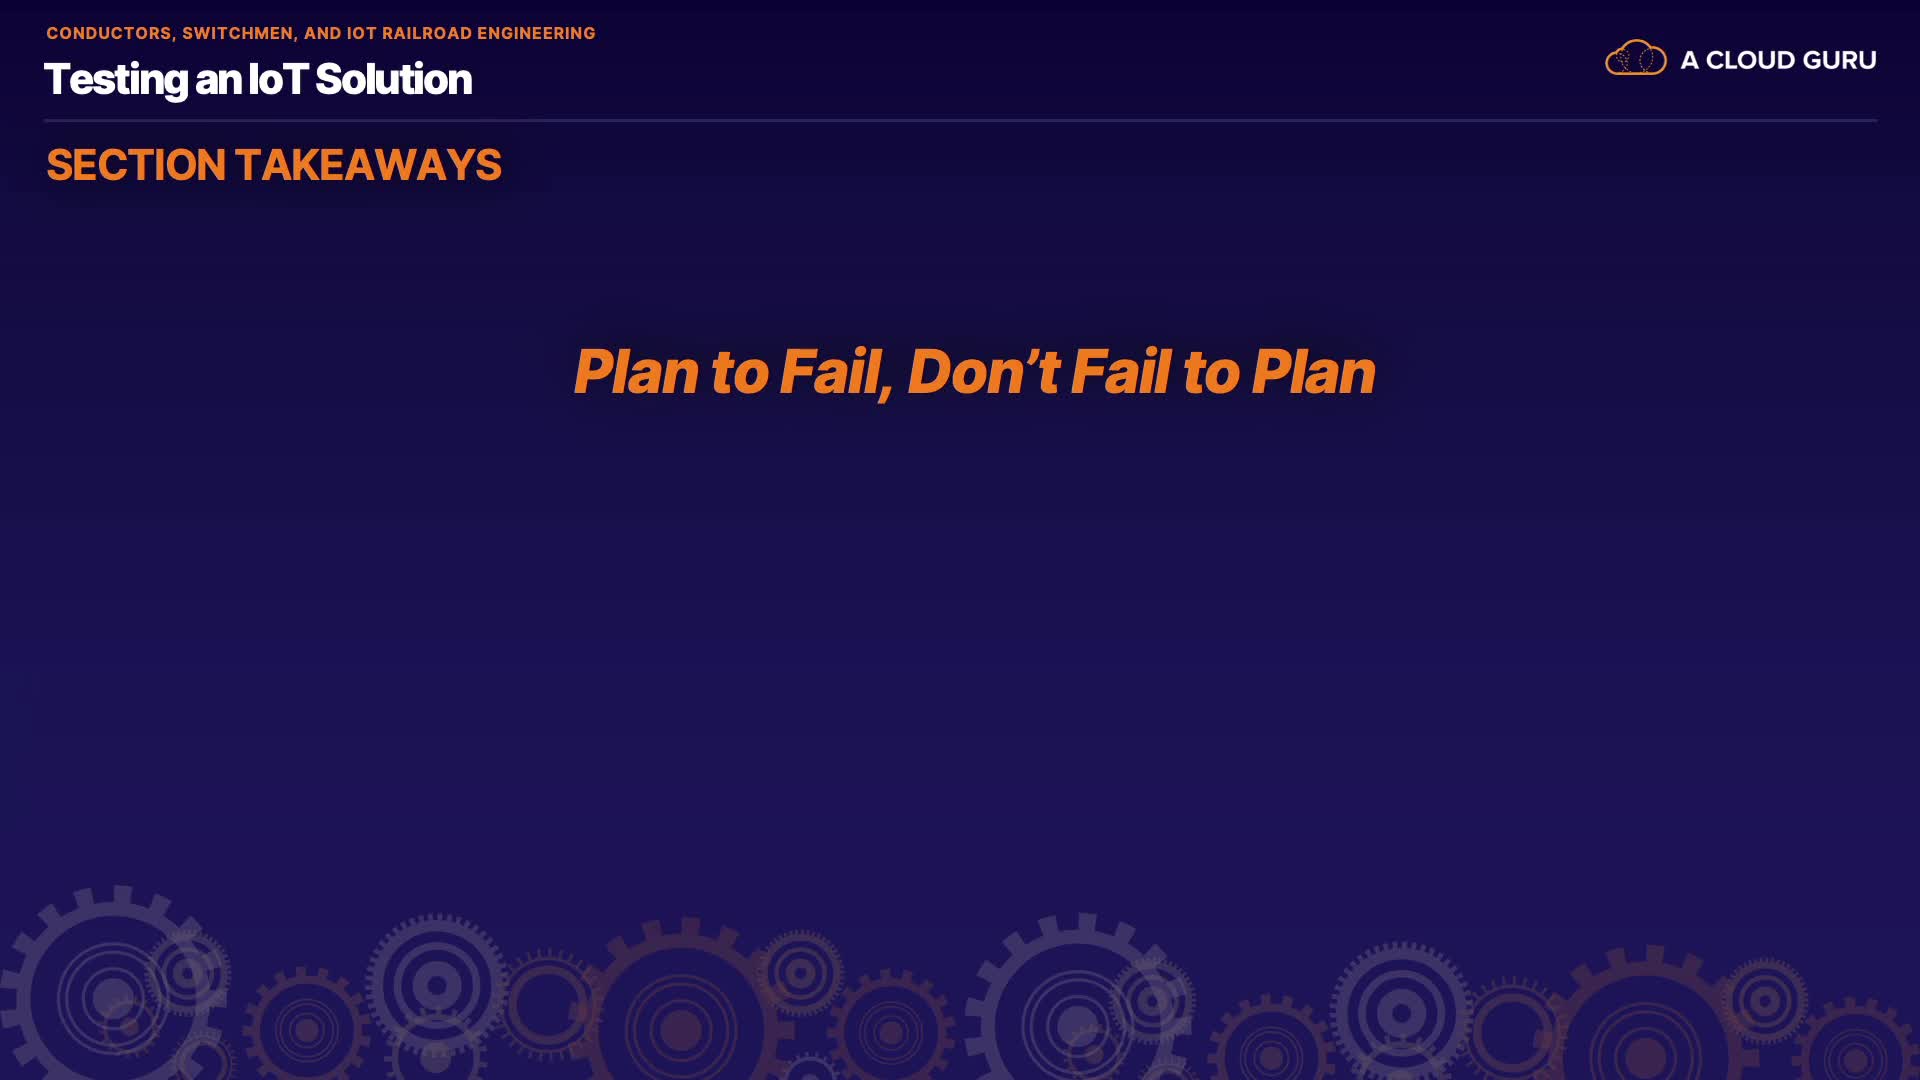 CONDUCTORS, SWITCHMEN, AND IOT RAILROAD ENGINEERING
Testing an IoT Solution
A CLOUD GURU
SECTION TAKEAWAYS
Plan to Fail, Don’t Fail to Plan